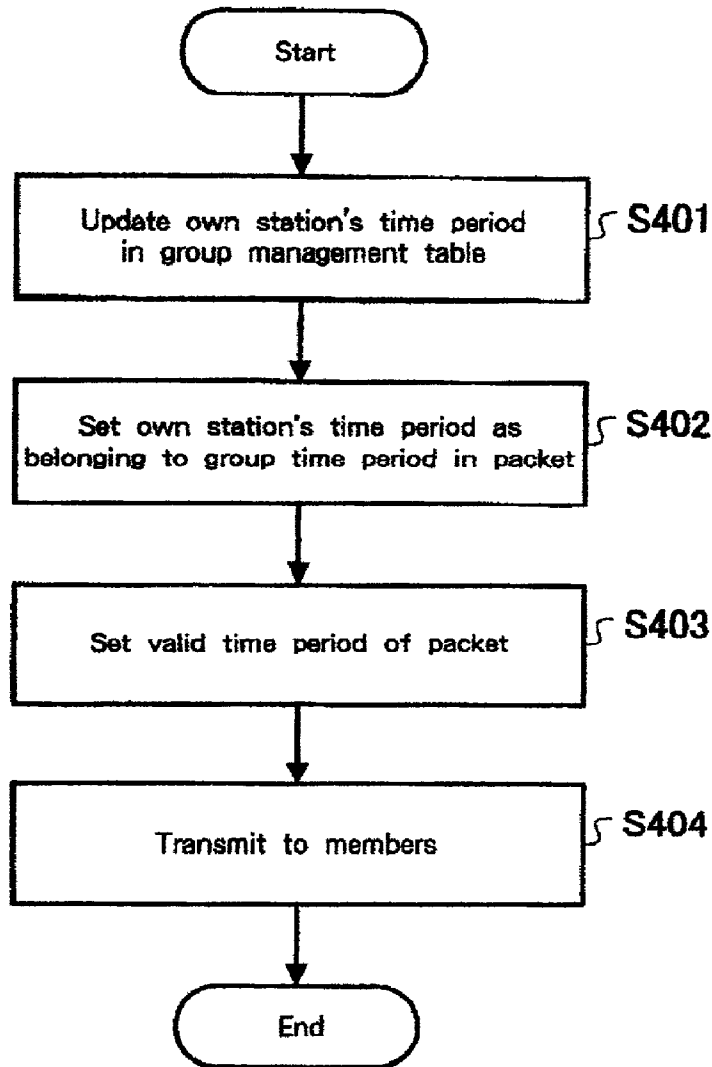 Start
Update own station's time period
in group management table
S401
Set own station's time period as
belonging to group time period in packet
S402
Set valid time period of packet
S403
Transmit to members
S404
End